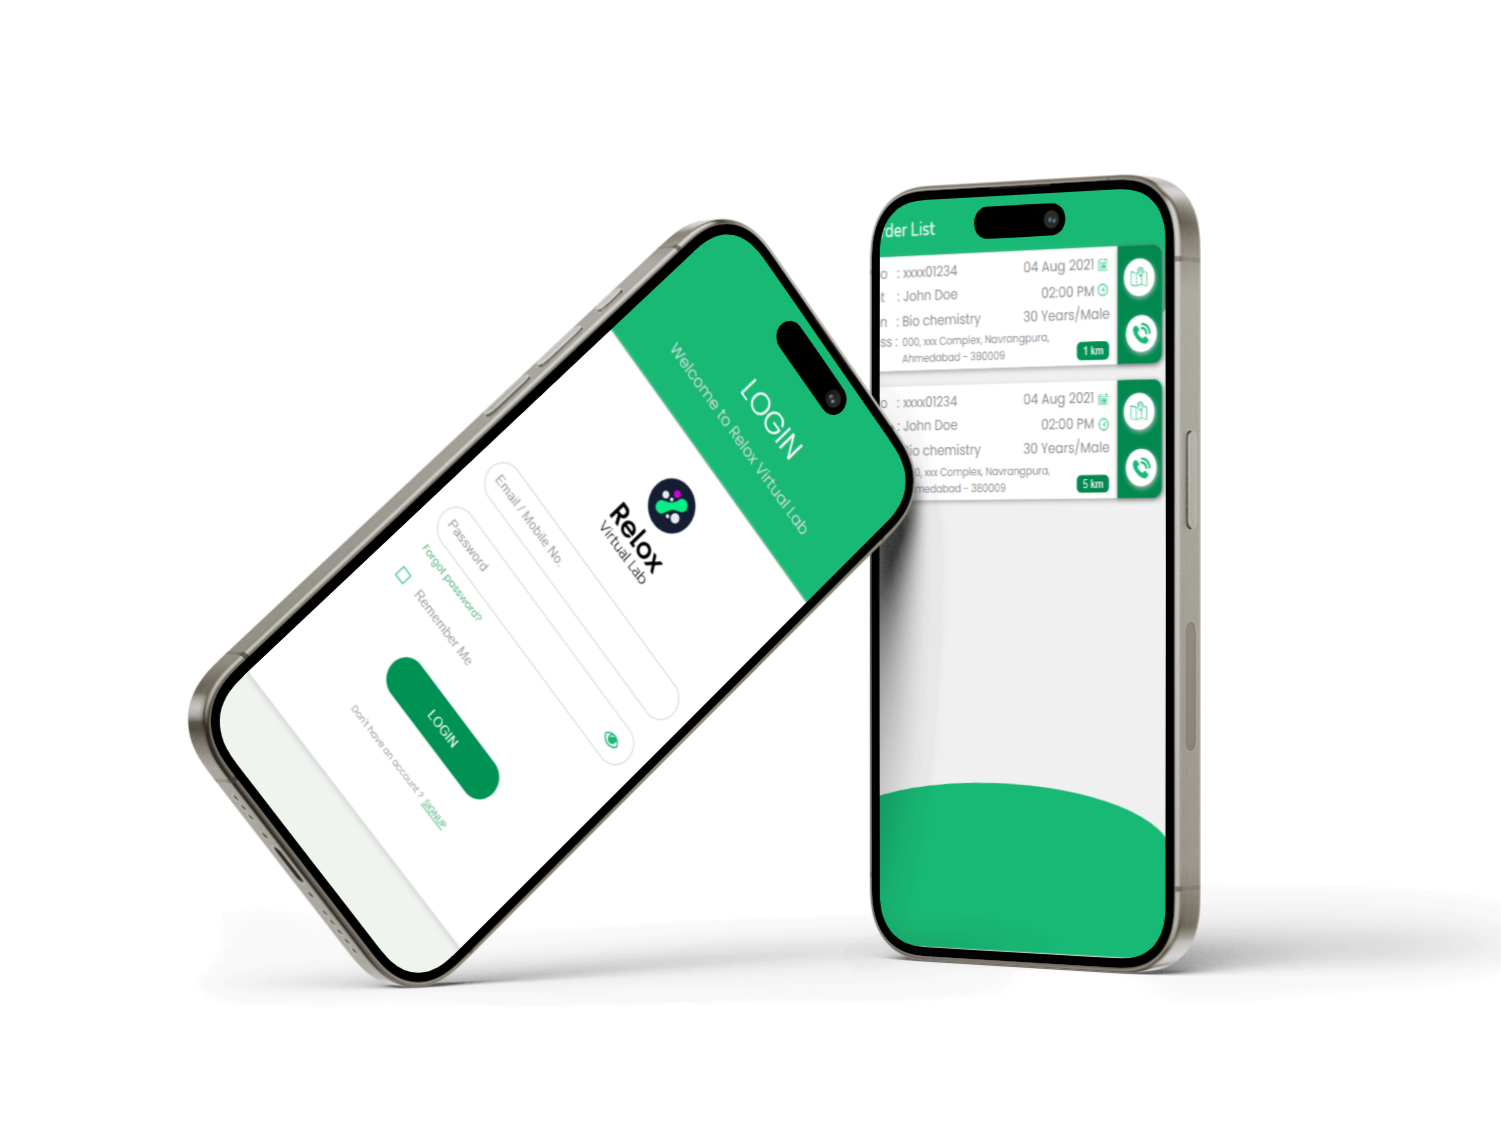 LOGIN
Welcome to Relox Virtual Lab
Relox
Virtual Lab
Email / Mobile No.
Password
Forgot password?
Remember Me
LOGIN
Don't have an account ? SIGNUP
der List
o : xxxx01234 04 Aug 2021
t : John Doe 02:00 PM
n : Bio chemistry 30 Years/Male
ss : 000, xxx Complex, Navrangpura,
Ahmedabad - 380009 1 km
o : xxxx01234 04 Aug 2021
: John Doe 02:00 PM
io chemistry 30 Years/Male
0, xxx Complex, Navrangpura,
medabad - 380009 5 km